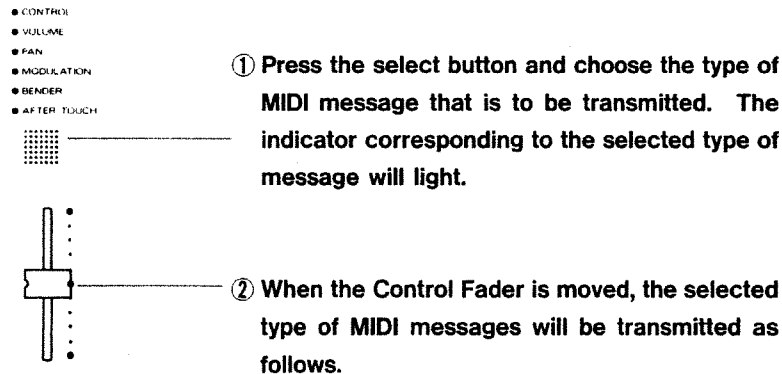 • CONTROL
• VOLUME
• PAN
• MODULATION
• BENDER
• AFTER TOUCH
① Press the select button and choose the type of
MIDI message that is to be transmitted. The
indicator corresponding to the selected type of
message will light.
② When the Control Fader is moved, the selected
type of MIDI messages will be transmitted as
follows.